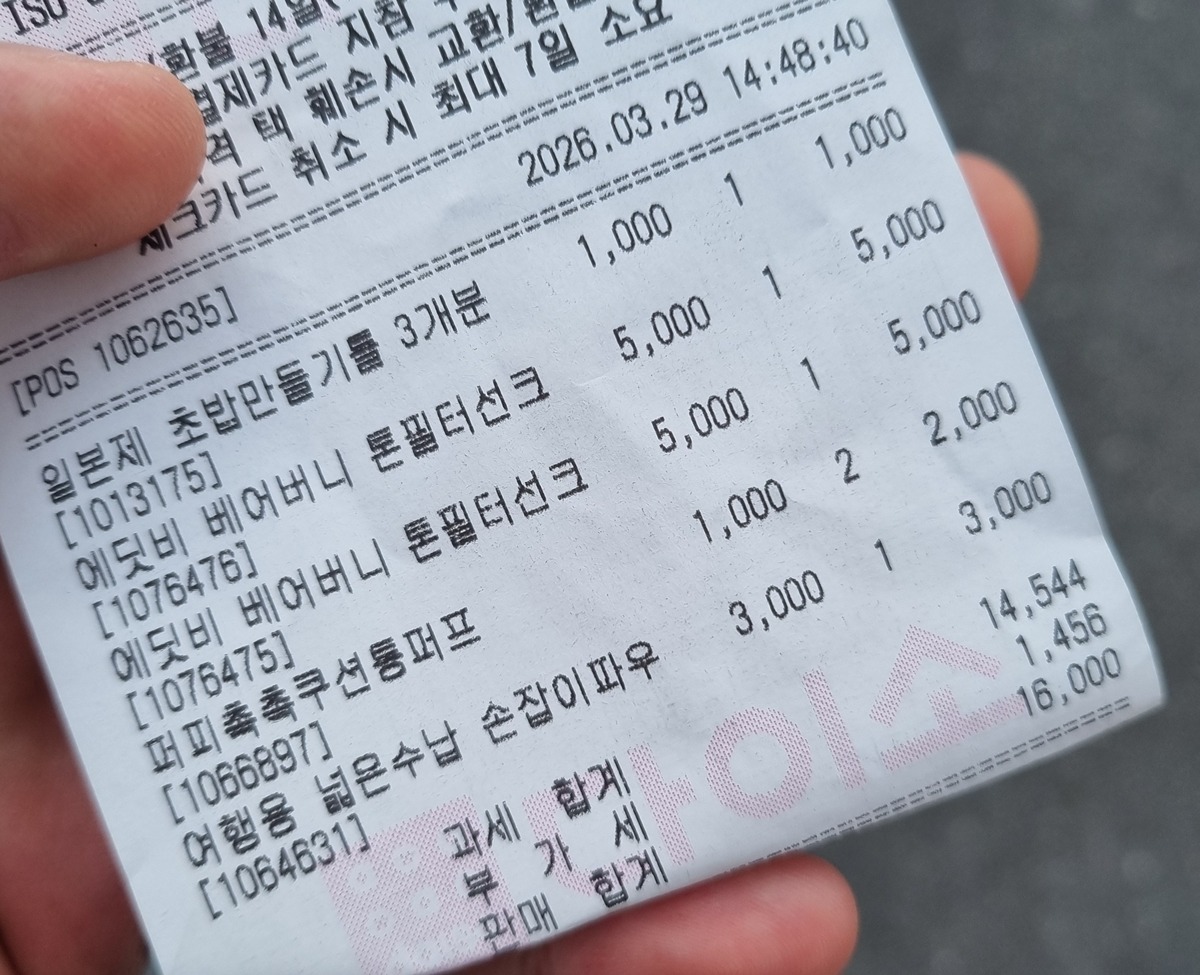 ISO
환불 14일
결제카드 지참
택 훼손시 교환/환불
체크카드 취소 시 최대 7일 소요
[POS 1062635] 2026.03.29 14:48:40
일본제 초밥만들기틀 3개분 1,000 1 1,000
[1013175]
에딧비 베어버니 톤필터선크 5,000 1 5,000
[1076476]
에딧비 베어버니 톤필터선크 5,000 1 5,000
[1076475]
퍼피촉촉쿠션통퍼프 1,000 2 2,000
[1066897]
여행용 넓은수납 손잡이파우 3,000 1 3,000
[1064631]
과세 합계 14,544
부 가 세 1,456
판매 합계 16,000
다이소